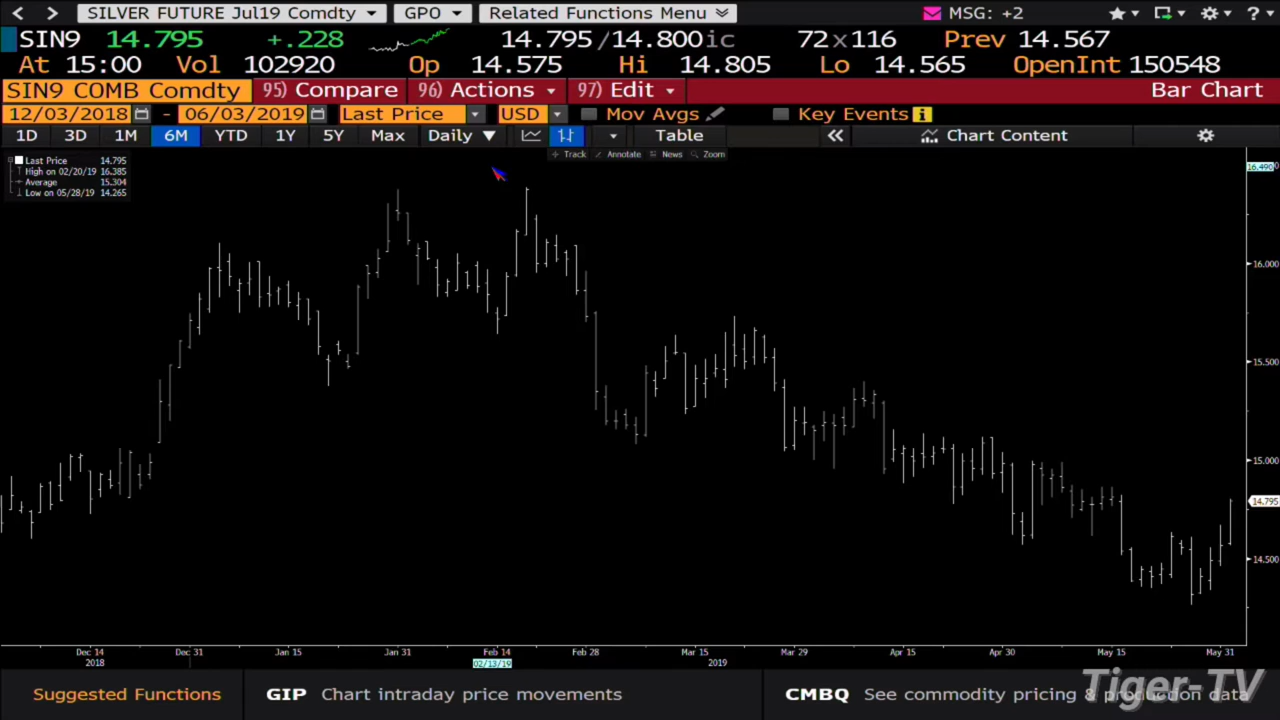 SILVER FUTURE Jul19 Comdty GPO Related Functions Menu MSG: +2 ?
SIN9 14.795 +.228 14.795/14.800ic 72x116 Prev 14.567
At 15:00 Vol 102920 Op 14.575 Hi 14.805 Lo 14.565 OpenInt 150548
SIN9 COMB Comdty 95) Compare 96) Actions 97) Edit Bar Chart
12/03/2018 - 06/03/2019 Last Price USD Mov Avgs Key Events i
1D 3D 1M 6M YTD 1Y 5Y Max Daily ▼ Table « Chart Content
Track Annotate News Zoom
Last Price 14.795
High on 02/20/19 16.385
Average 15.304
Low on 05/28/19 14.265
16.490
16.000
15.500
15.000
14.795
14.500
Dec 14 Dec 31 Jan 15 Jan 31 Feb 14 Feb 28 Mar 15 Mar 29 Apr 15 Apr 30 May 15 May 31
2018 02/13/19 2019
Suggested Functions GIP Chart intraday price movements CMBQ See commodity pricing & production data
Tiger-TV